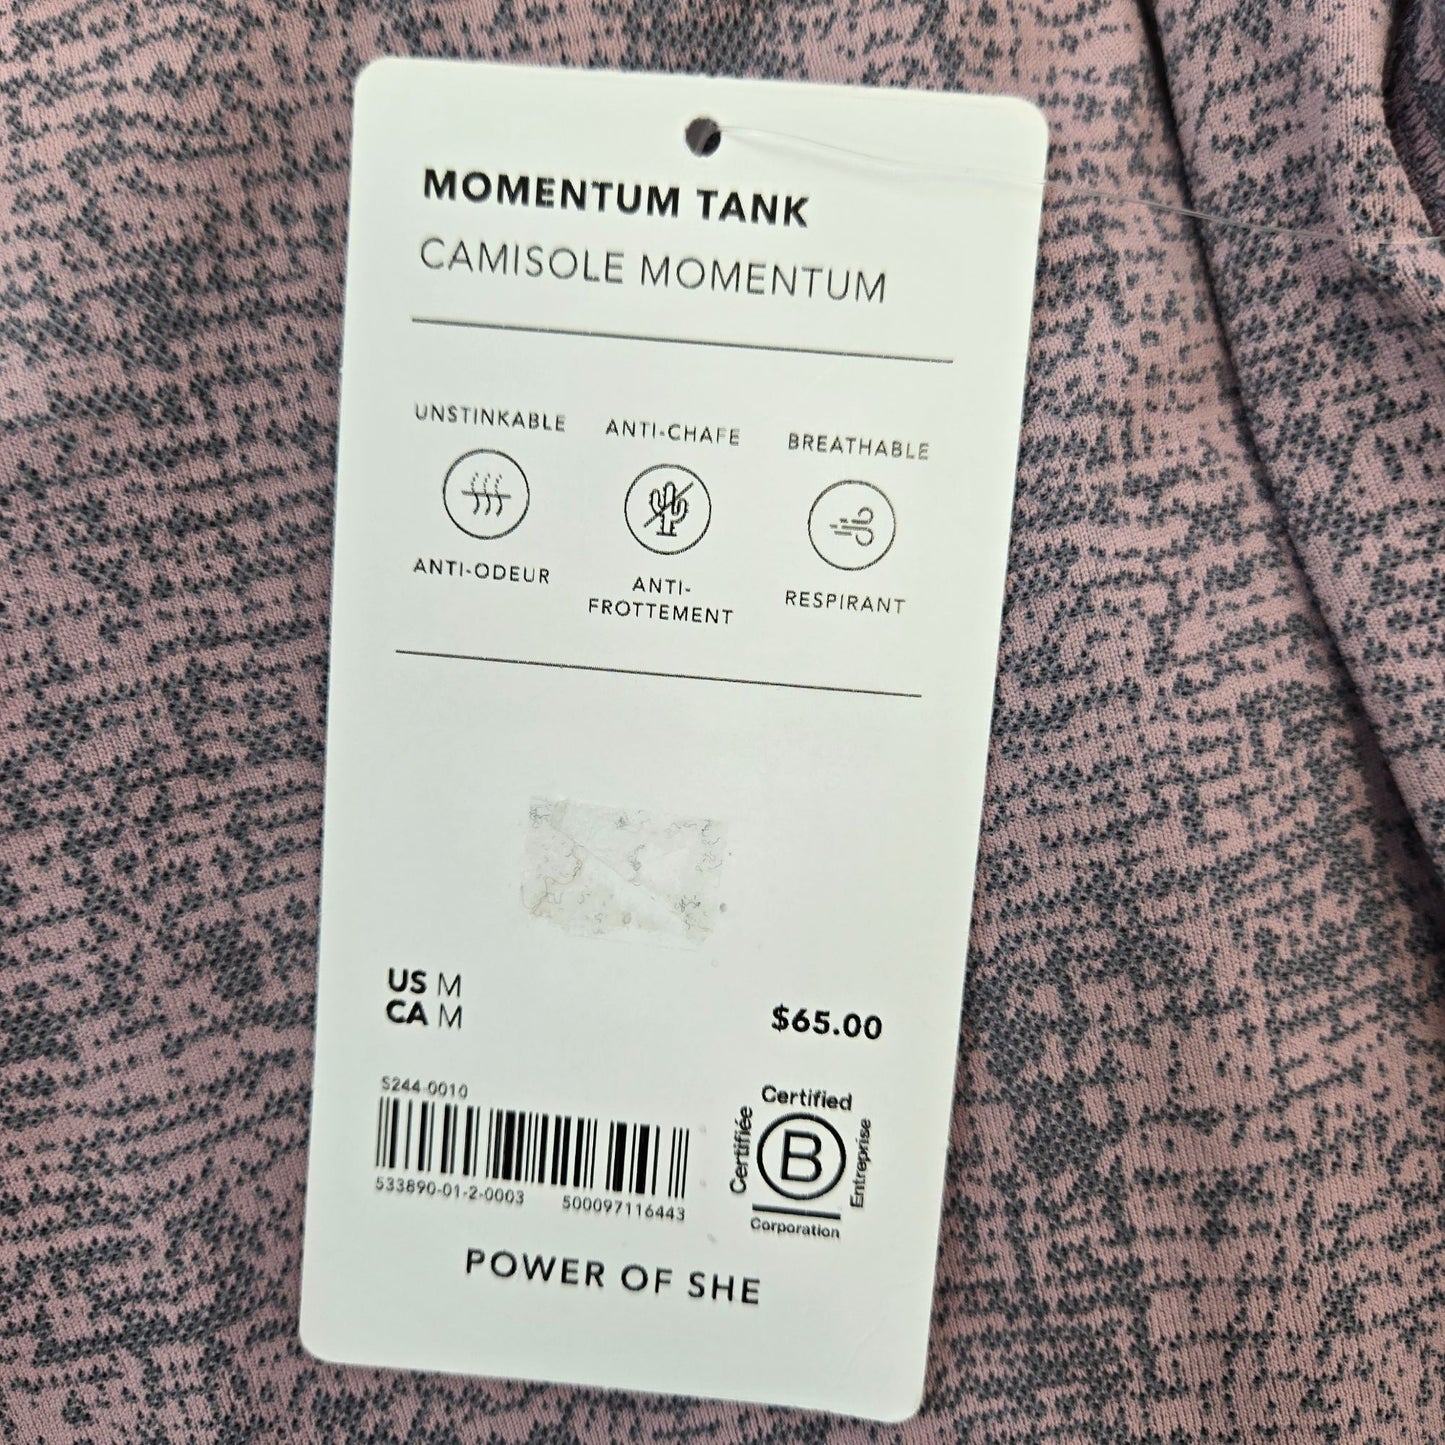 MOMENTUM TANK
CAMISOLE MOMENTUM
UNSTINKABLE ANTI-CHAFE BREATHABLE
ANTI-ODEUR ANTI- RESPIRANT
FROTTEMENT
US M
CA M
$65.00
S244-0010
533890-01-2-0003 500097116443
Certified
Certifiée
B
Entreprise
Corporation
POWER OF SHE